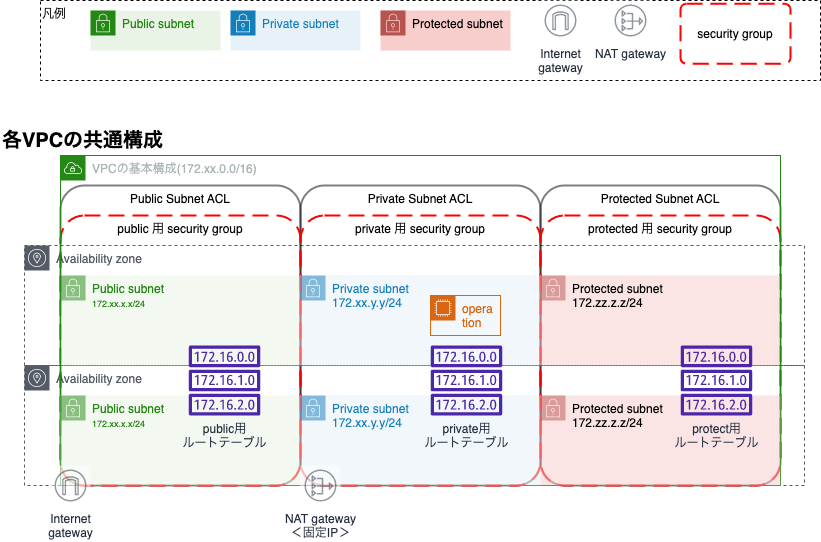 凡例
Public subnet
Private subnet
Protected subnet
Internet
gateway
NAT gateway
security group
各VPCの共通構成
VPCの基本構成(172.xx.0.0/16)
Public Subnet ACL
Private Subnet ACL
Protected Subnet ACL
public 用 security group
private 用 security group
protected 用 security group
Availability zone
Public subnet
172.xx.x.x/24
Private subnet
172.xx.y.y/24
opera
tion
Protected subnet
172.zz.z.z/24
172.16.0.0
172.16.1.0
172.16.2.0
172.16.0.0
172.16.1.0
172.16.2.0
172.16.0.0
172.16.1.0
172.16.2.0
Availability zone
Public subnet
172.xx.x.x/24
public用
ルートテーブル
Private subnet
172.xx.y.y/24
private用
ルートテーブル
Protected subnet
172.zz.z.z/24
protect用
ルートテーブル
Internet
gateway
NAT gateway
＜固定IP＞